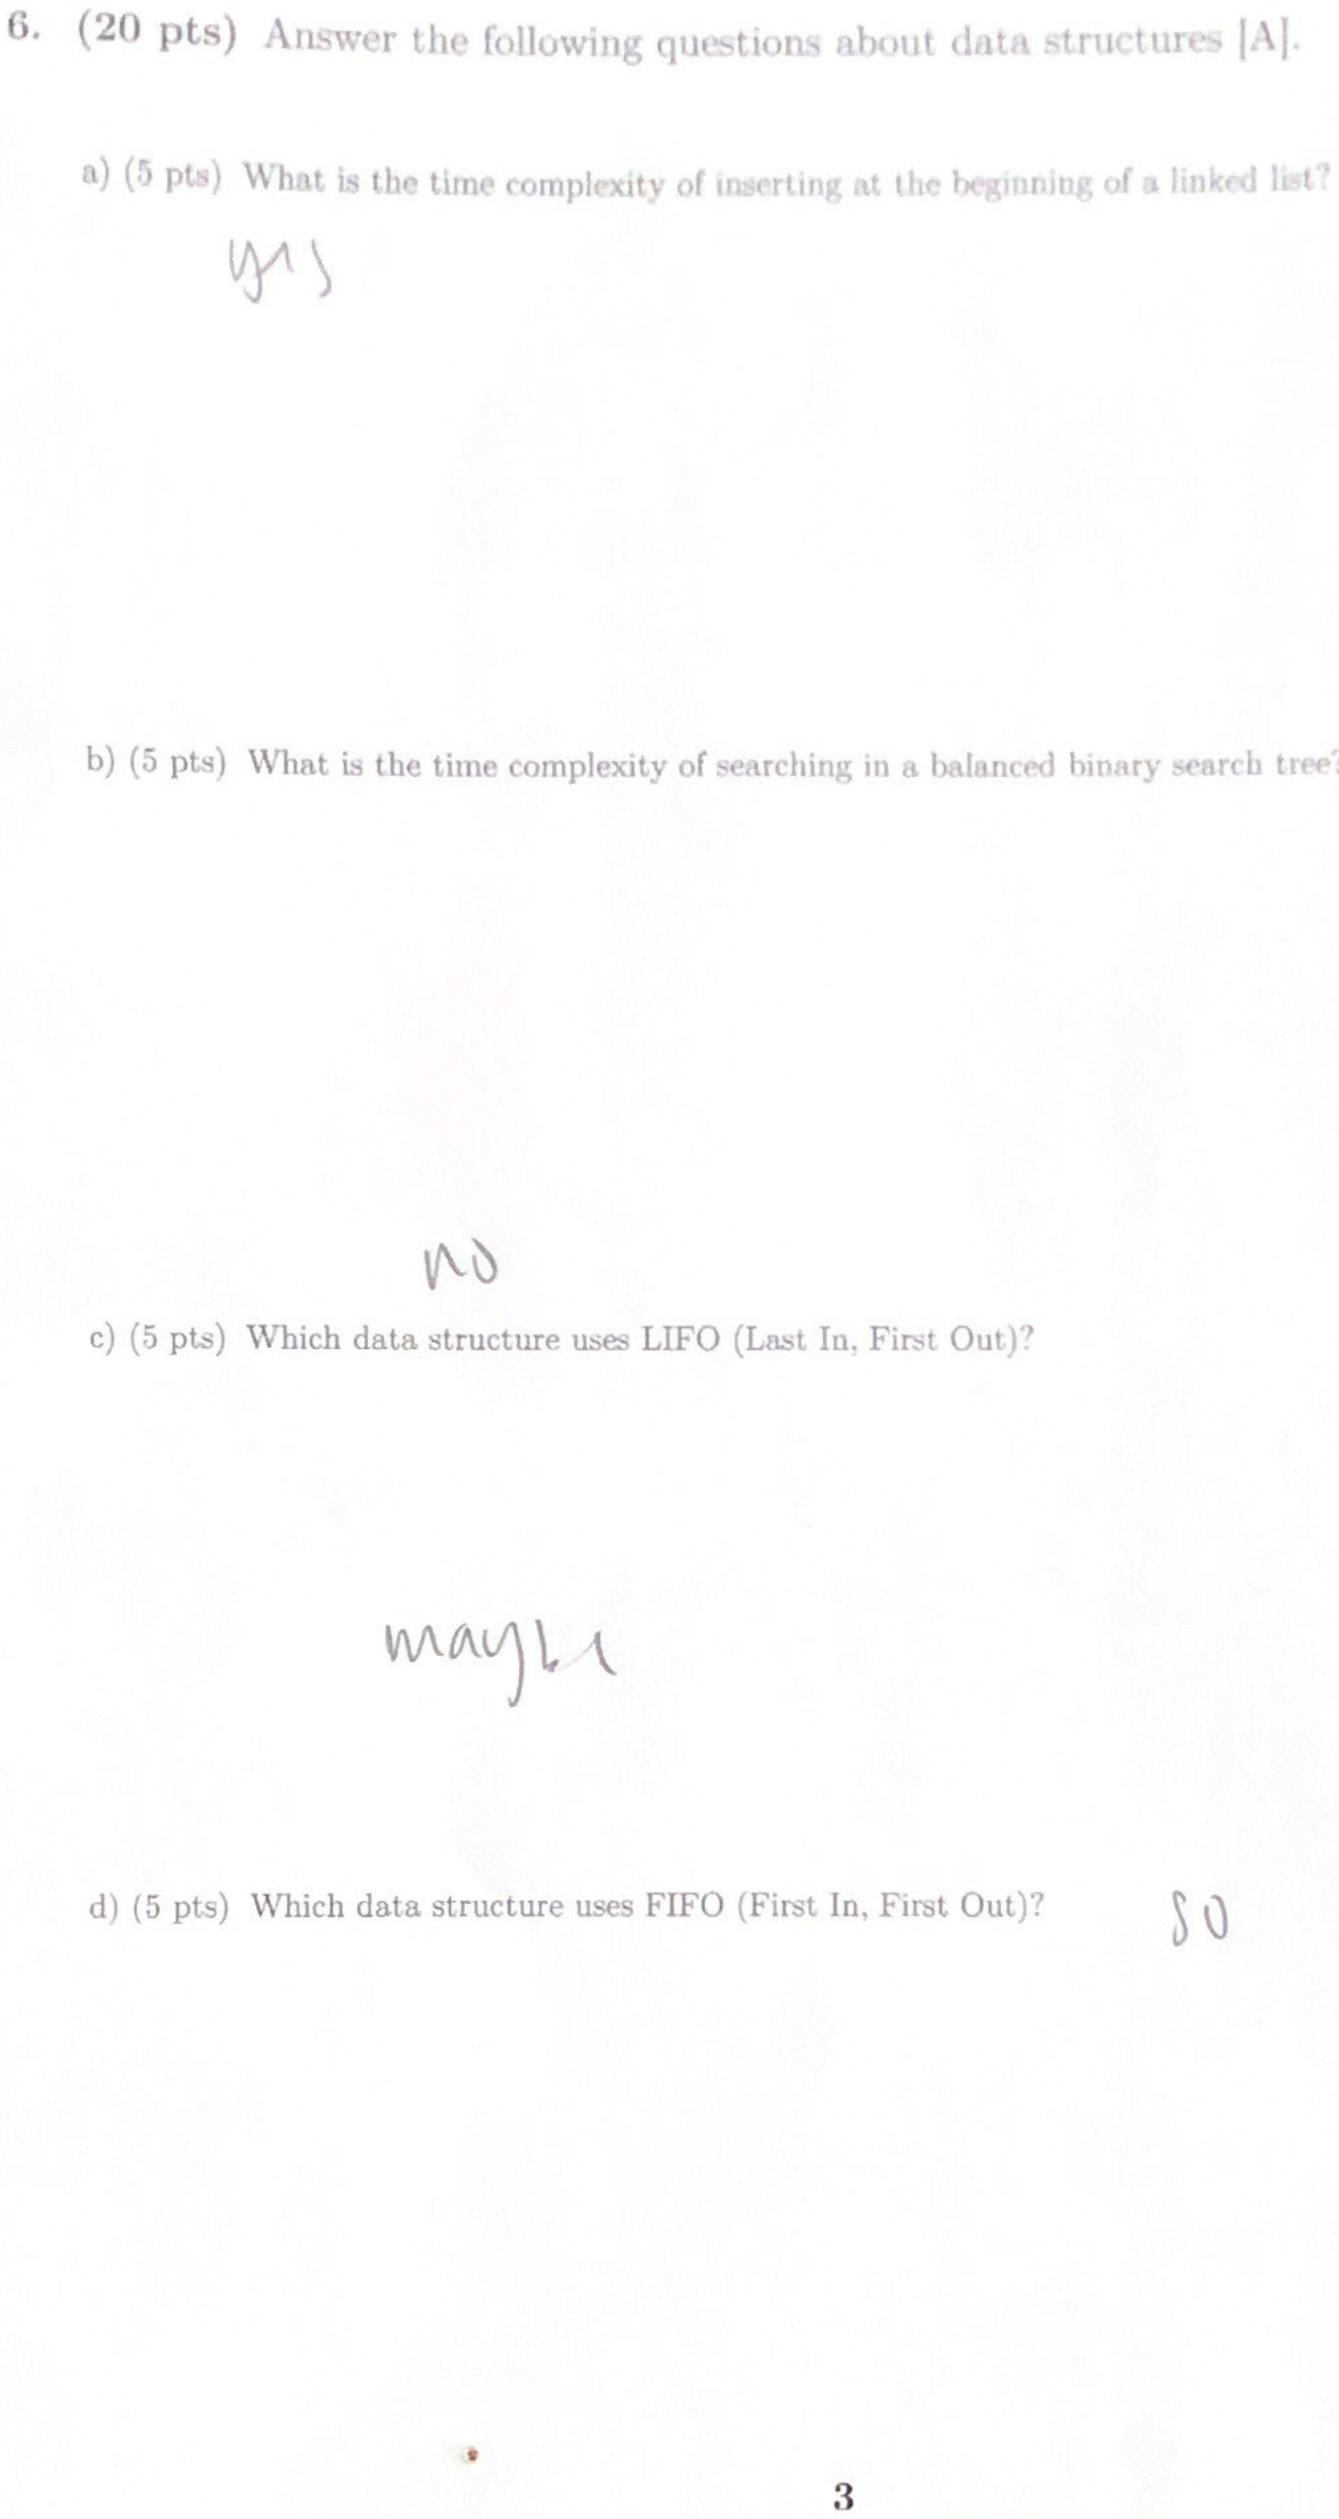 6. (20 pts) Answer the following questions about data structures [A].
a) (5 pts) What is the time complexity of inserting at the beginning of a linked list?
yes
b) (5 pts) What is the time complexity of searching in a balanced binary search tree?
no
c) (5 pts) Which data structure uses LIFO (Last In, First Out)?
maybe
d) (5 pts) Which data structure uses FIFO (First In, First Out)? so
3